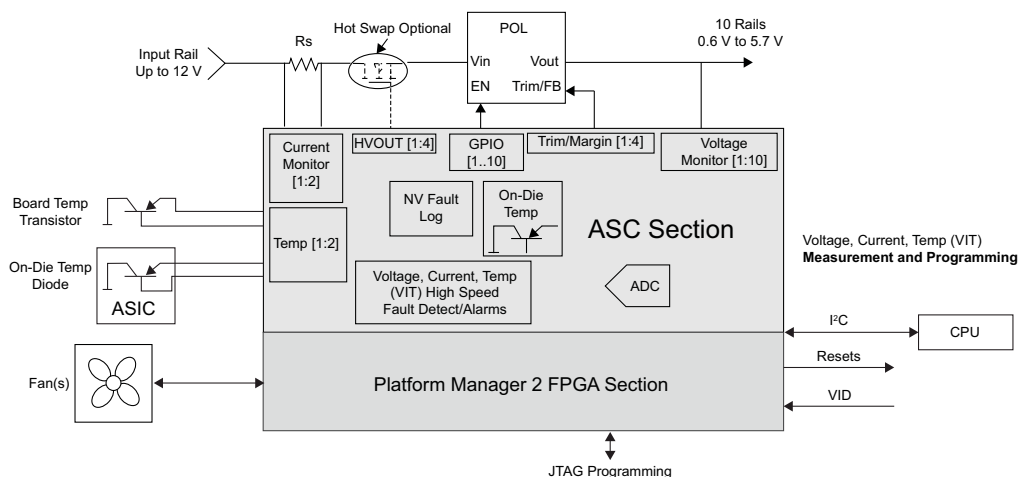 Hot Swap Optional
POL
10 Rails
0.6 V to 5.7 V
Input Rail
Up to 12 V
Rs
Vin
Vout
EN
Trim/FB
Current
Monitor
[1:2]
HVOUT [1:4]
GPIO
[1..10]
Trim/Margin [1:4]
Voltage
Monitor [1:10]
Board Temp
Transistor
NV Fault
Log
On-Die
Temp
ASC Section
Temp [1:2]
On-Die Temp
Diode
ASIC
Voltage, Current, Temp
(VIT) High Speed
Fault Detect/Alarms
ADC
Voltage, Current, Temp (VIT)
Measurement and Programming
I²C
CPU
Resets
Fan(s)
Platform Manager 2 FPGA Section
VID
JTAG Programming